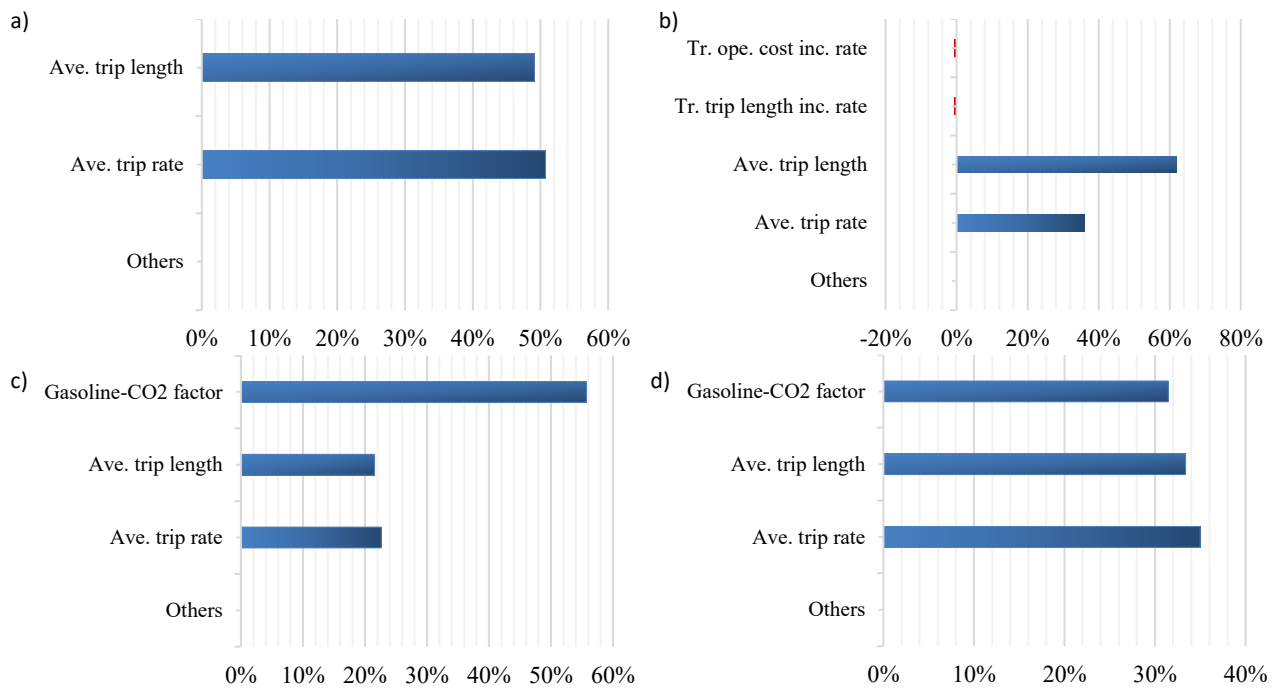 a)
Ave. trip length
Ave. trip rate
Others
0% 10% 20% 30% 40% 50% 60%
b)
Tr. ope. cost inc. rate
Tr. trip length inc. rate
Ave. trip length
Ave. trip rate
Others
-20% 0% 20% 40% 60% 80%
c)
Gasoline-CO2 factor
Ave. trip length
Ave. trip rate
Others
0% 10% 20% 30% 40% 50% 60%
d)
Gasoline-CO2 factor
Ave. trip length
Ave. trip rate
Others
0% 10% 20% 30% 40%